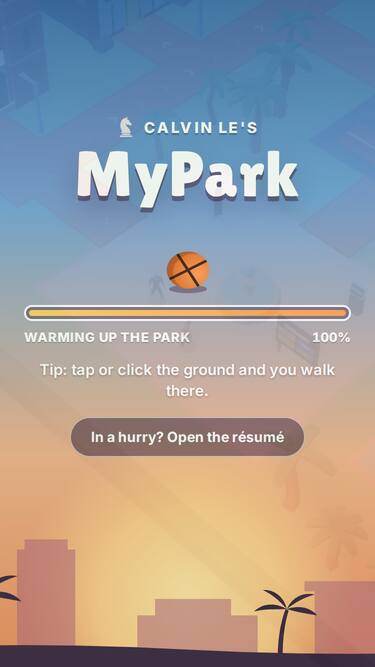 CALVIN LE'S
MyPark
WARMING UP THE PARK 100%
Tip: tap or click the ground and you walk
there.
In a hurry? Open the résumé